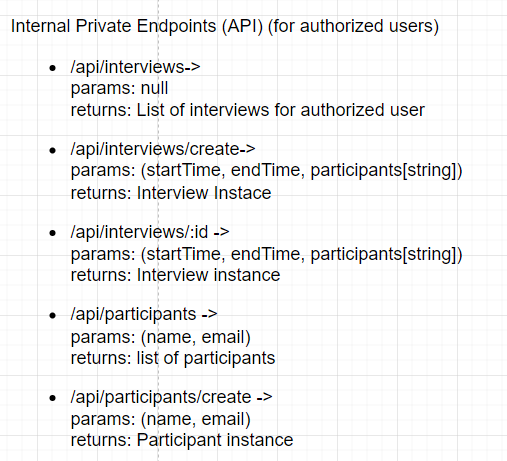 Internal Private Endpoints (API) (for authorized users)
• /api/interviews->
params: null
returns: List of interviews for authorized user
• /api/interviews/create->
params: (startTime, endTime, participants[string])
returns: Interview Instace
• /api/interviews/:id ->
params: (startTime, endTime, participants[string])
returns: Interview instance
• /api/participants ->
params: (name, email)
returns: list of participants
• /api/participants/create ->
params: (name, email)
returns: Participant instance